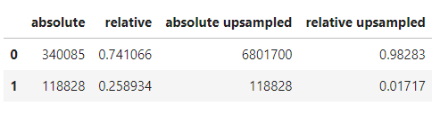 absolute relative absolute upsampled relative upsampled
0 340085 0.741066 6801700 0.98283
1 118828 0.258934 118828 0.01717